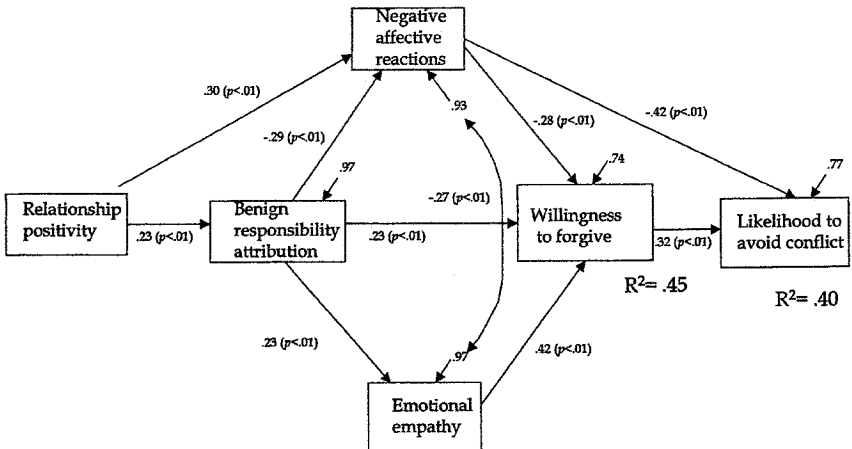 Negative
affective
reactions
.30 (p<.01)
.93
-.42 (p<.01)
-.28 (p<.01)
-.29 (p<.01)
.97
.74
.77
-.27 (p<.01)
Relationship
positivity
.23 (p<.01)
Benign
responsibility
attribution
.23 (p<.01)
Willingness
to forgive
.32 (p<.01)
Likelihood to
avoid conflict
R²= .45
R²= .40
.23 (p<.01)
.97
.42 (p<.01)
Emotional
empathy